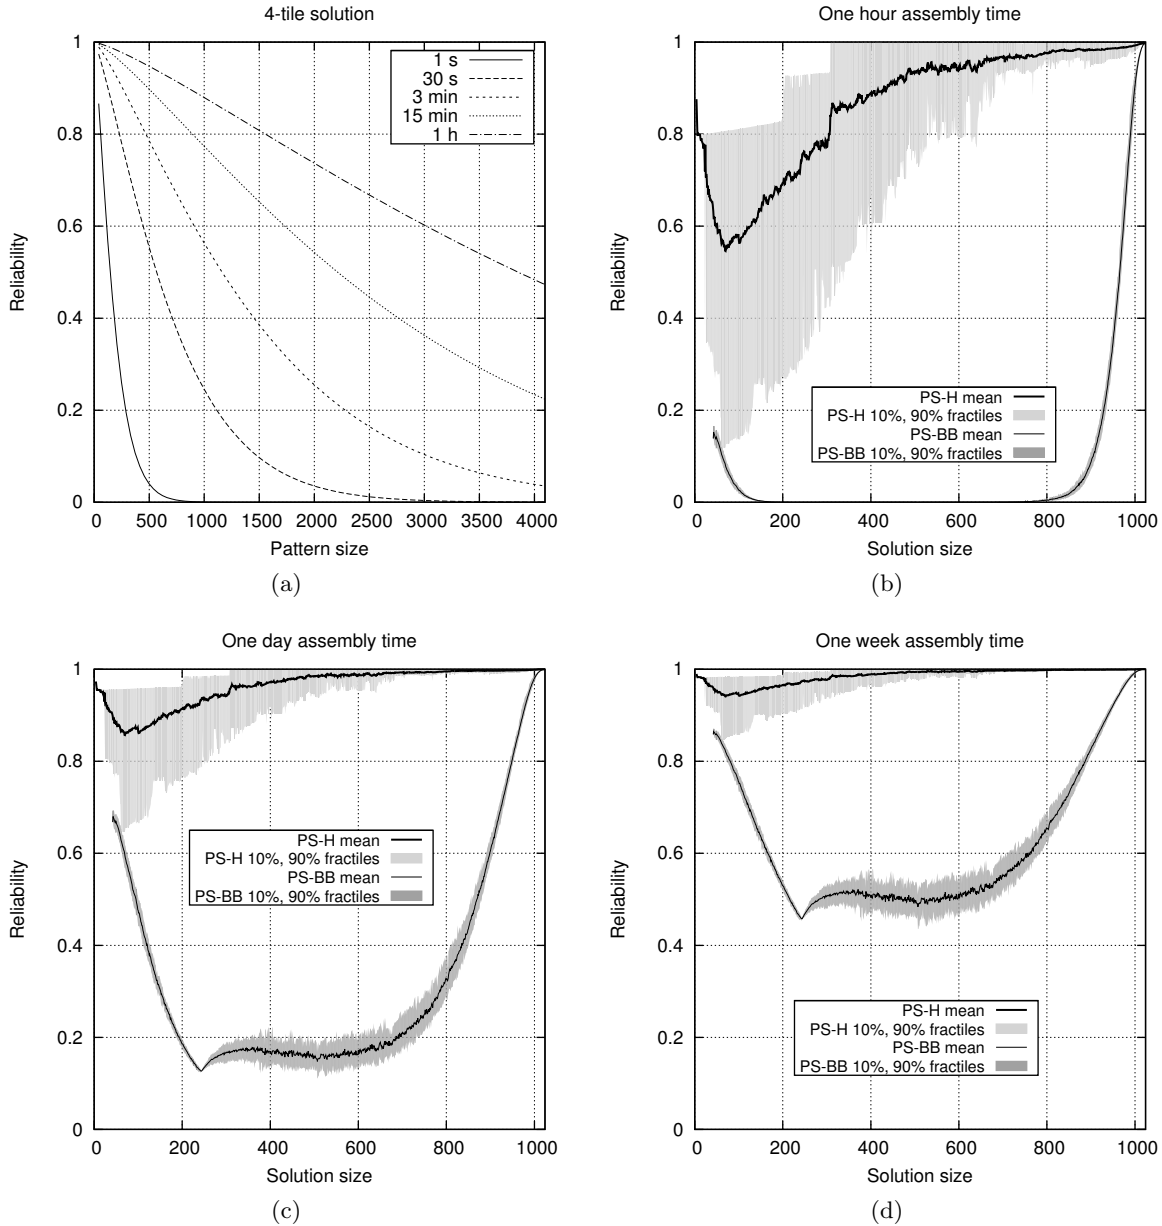 4-tile solution
1 s
30 s
3 min
15 min
1 h
1
0.8
0.6
0.4
0.2
0
Reliability
0 500 1000 1500 2000 2500 3000 3500 4000
Pattern size
(a)
One hour assembly time
1
0.8
0.6
0.4
0.2
0
Reliability
PS-H mean
PS-H 10%, 90% fractiles
PS-BB mean
PS-BB 10%, 90% fractiles
0 200 400 600 800 1000
Solution size
(b)
One day assembly time
1
0.8
0.6
0.4
0.2
0
Reliability
PS-H mean
PS-H 10%, 90% fractiles
PS-BB mean
PS-BB 10%, 90% fractiles
0 200 400 600 800 1000
Solution size
(c)
One week assembly time
1
0.8
0.6
0.4
0.2
0
Reliability
PS-H mean
PS-H 10%, 90% fractiles
PS-BB mean
PS-BB 10%, 90% fractiles
0 200 400 600 800 1000
Solution size
(d)